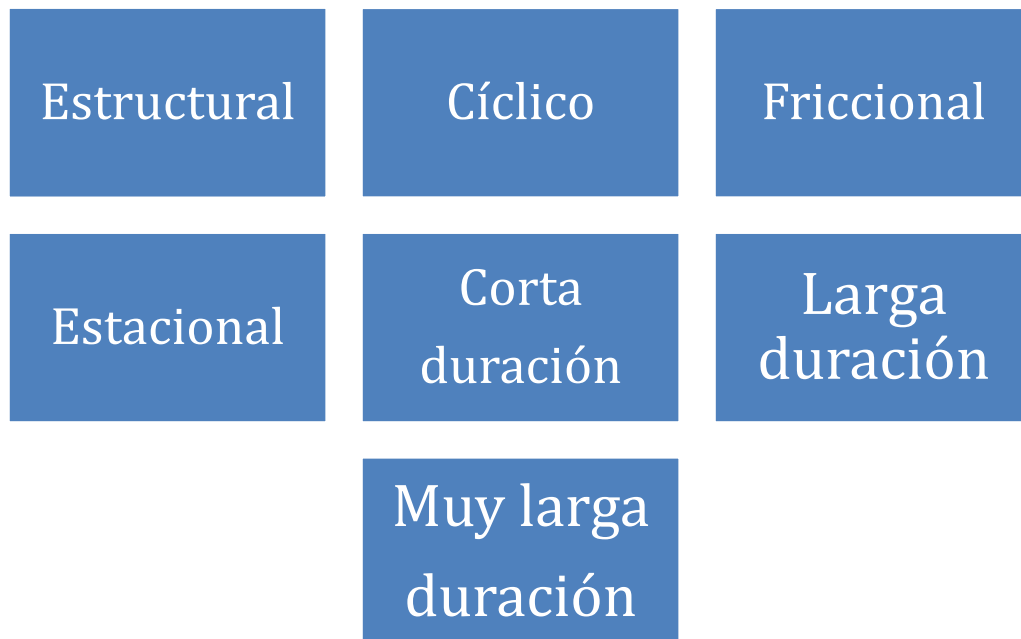 Estructural
Cíclico
Friccional
Estacional
Corta
duración
Larga
duración
Muy larga
duración